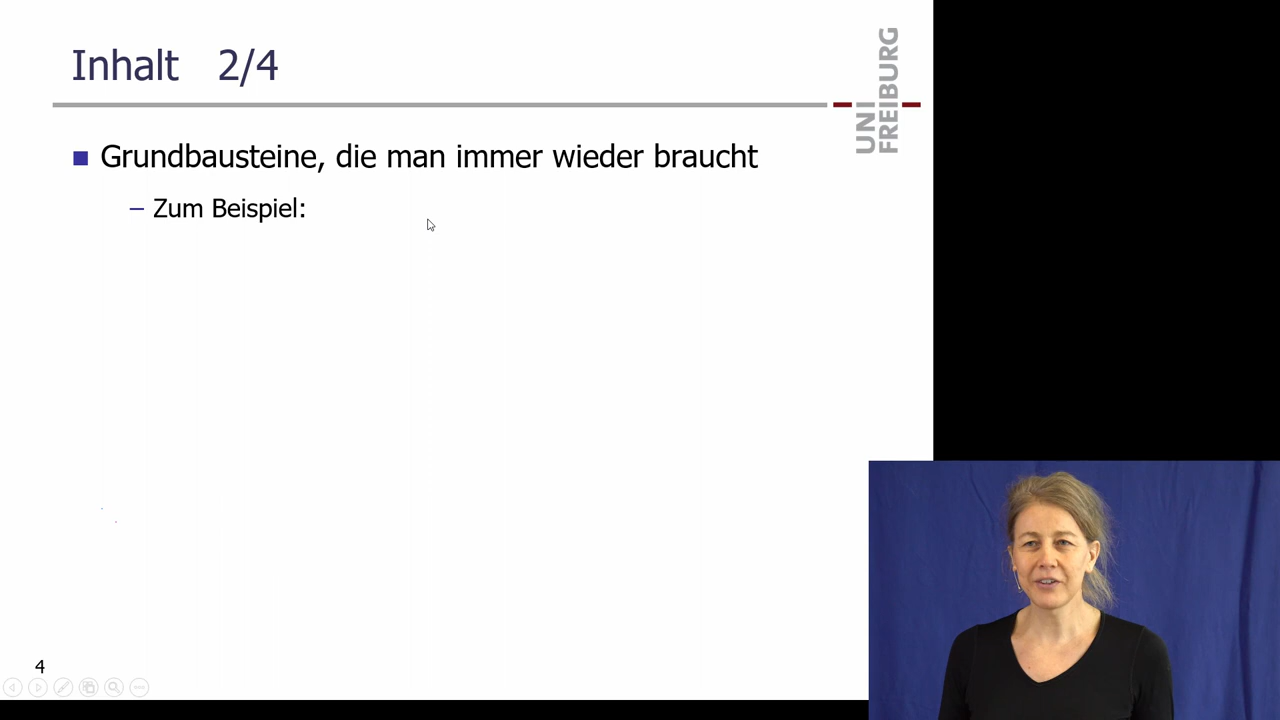 Inhalt 2/4
UNI
FREIBURG
Grundbausteine, die man immer wieder braucht
– Zum Beispiel:
4